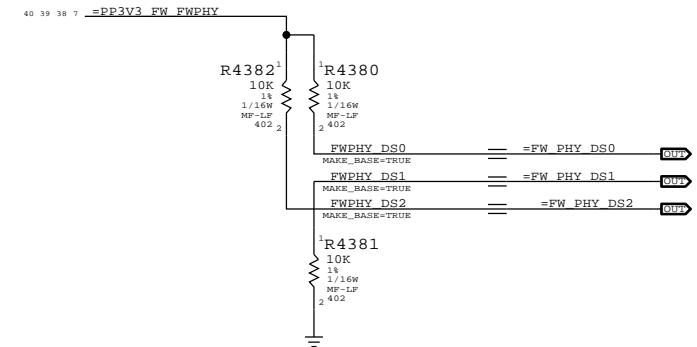 40 39 38 7 =PP3V3_FW_FWPHY
R4382 1
10K
1%
1/16W
MF-LF
402 2
1 R4380
10K
1%
1/16W
MF-LF
2 402
FWPHY_DS0 =FW_PHY_DS0 OUT
MAKE_BASE=TRUE
FWPHY_DS1 =FW_PHY_DS1 OUT
MAKE_BASE=TRUE
FWPHY_DS2 =FW_PHY_DS2 OUT
MAKE_BASE=TRUE
1 R4381
10K
1%
1/16W
MF-LF
2 402